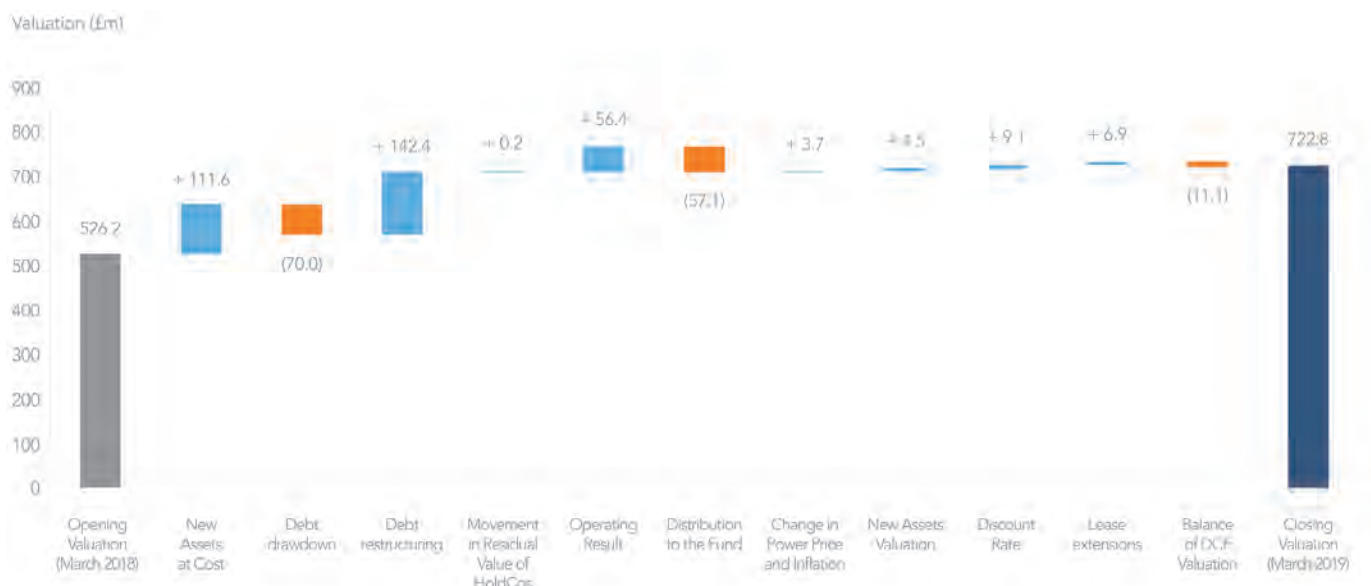 Valuation (£m)
900
800
700
600
500
400
300
200
100
0
526.2
+ 111.6
(70.0)
+ 142.4
+ 0.2
+ 56.4
(57.1)
+ 3.7
+ 4.5
+ 9.1
+ 6.9
(11.1)
722.8
Opening
Valuation
(March 2018)
New
Assets
at Cost
Debt
drawdown
Debt
restructuring
Movement
in Residual
Value of
HoldCos
Operating
Result
Distribution
to the Fund
Change in
Power Price
and Inflation
New Assets
Valuation
Discount
Rate
Lease
extensions
Balance
of DCF
Valuation
Closing
Valuation
(March 2019)